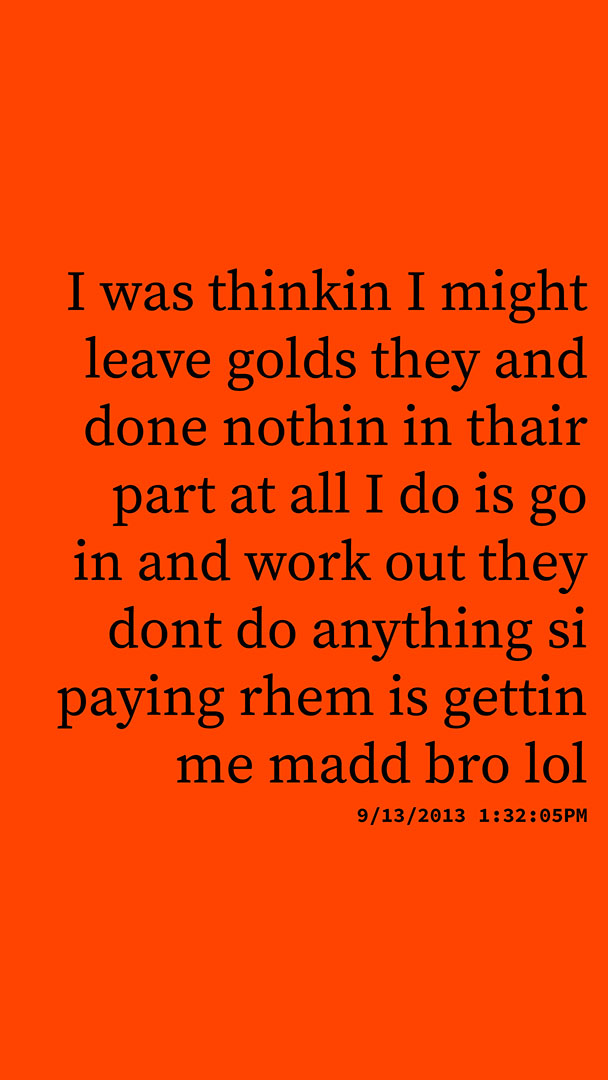 I was thinkin I might
leave golds they and
done nothin in thair
part at all I do is go
in and work out they
dont do anything si
paying rhem is gettin
me madd bro lol
9/13/2013 1:32:05PM